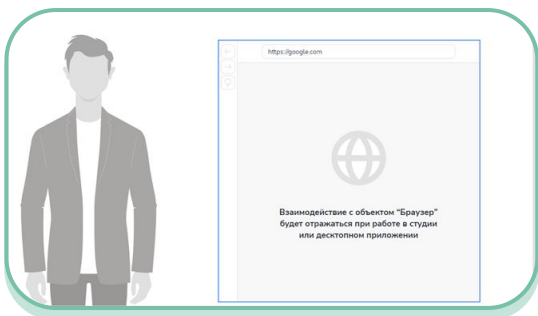 https://google.com
Взаимодействие с объектом "Браузер"
будет отражаться при работе в студии
или десктопном приложении